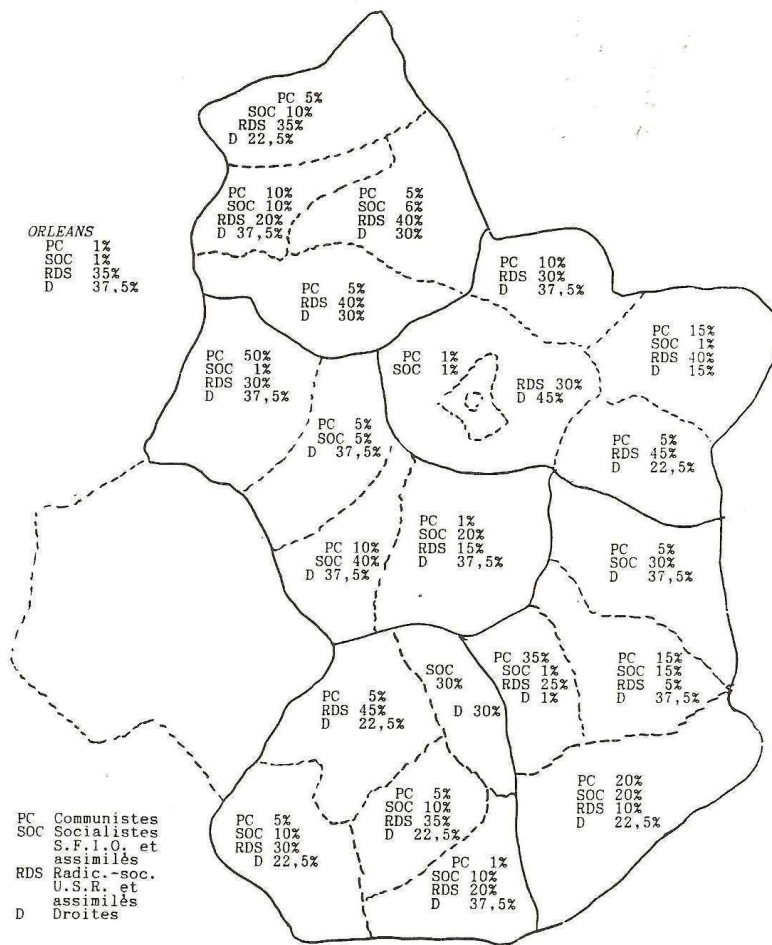 PC 5%
SOC 10%
RDS 35%
D 22,5%
PC 10%
SOC 10%
RDS 20%
D 37,5%
PC 5%
SOC 6%
RDS 40%
D 30%
ORLEANS
PC 1%
SOC 1%
RDS 35%
D 37,5%
PC 10%
RDS 30%
D 37,5%
PC 5%
RDS 40%
D 30%
PC 15%
SOC 1%
RDS 40%
D 15%
PC 50%
SOC 1%
RDS 30%
D 37,5%
PC 1%
SOC 1%
RDS 30%
D 45%
PC 5%
SOC 5%
D 37,5%
PC 5%
RDS 45%
D 22,5%
PC 1%
SOC 20%
RDS 15%
D 37,5%
PC 10%
SOC 40%
D 37,5%
PC 5%
SOC 30%
D 37,5%
PC 35%
SOC 1%
RDS 25%
D 1%
PC 15%
SOC 15%
RDS 5%
D 37,5%
SOC
30%
D 30%
PC 5%
RDS 45%
D 22,5%
PC 20%
SOC 20%
RDS 10%
D 22,5%
PC 5%
SOC 10%
RDS 35%
D 22,5%
PC 5%
SOC 10%
RDS 30%
D 22,5%
PC 1%
SOC 10%
RDS 20%
D 37,5%
PC Communistes
SOC Socialistes
S.F.I.O. et
assimilés
RDS Radic.-soc.
U.S.R. et
assimilés
D Droites